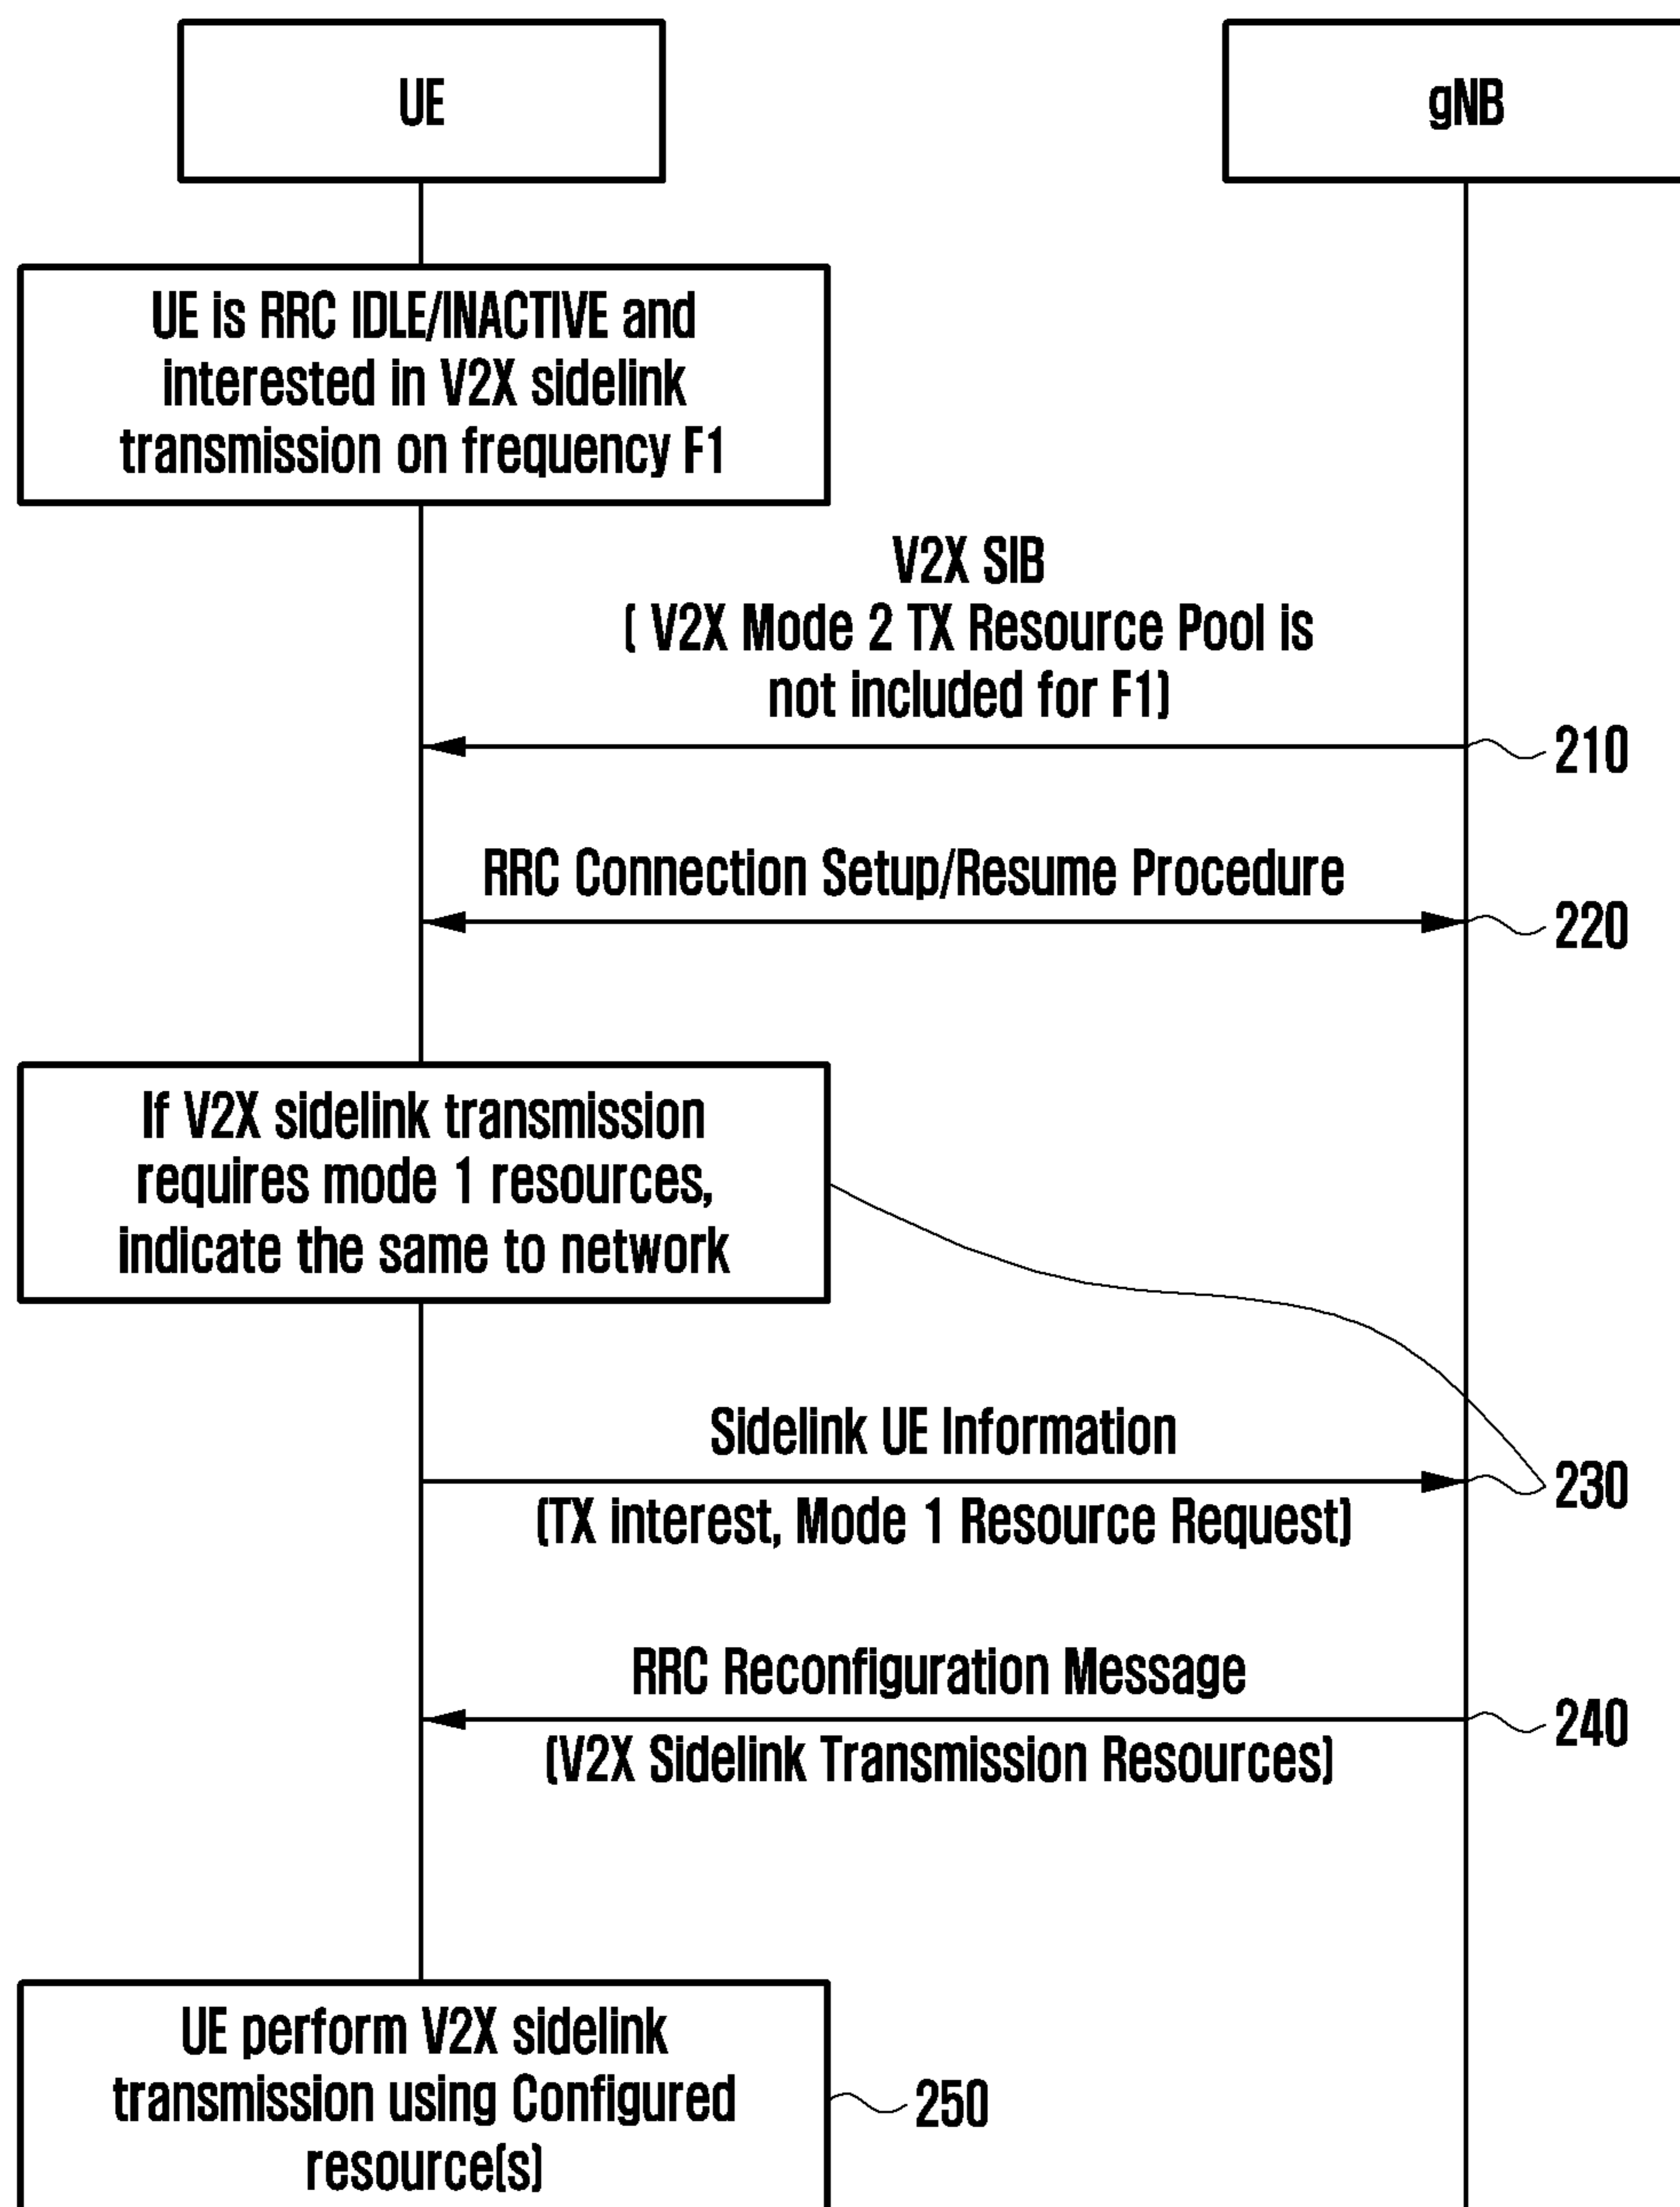 UE
gNB
UE is RRC IDLE/INACTIVE and
interested in V2X sidelink
transmission on frequency F1
V2X SIB
( V2X Mode 2 TX Resource Pool is
not included for F1)
210
RRC Connection Setup/Resume Procedure
220
If V2X sidelink transmission
requires mode 1 resources,
indicate the same to network
Sidelink UE Information
230
(TX interest, Mode 1 Resource Request)
RRC Reconfiguration Message
240
(V2X Sidelink Transmission Resources)
UE perform V2X sidelink
transmission using Configured
resource(s)
250